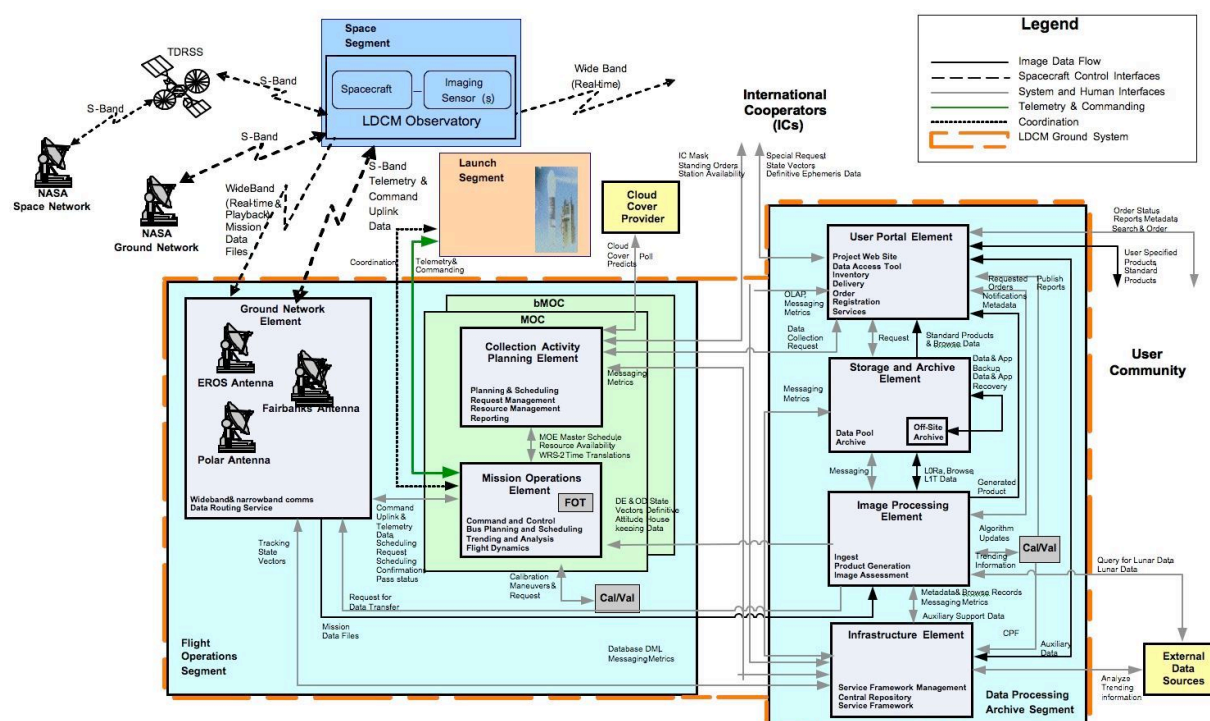 Space
Segment
Spacecraft
Imaging
Sensor (s)
LDCM Observatory
TDRSS
S-Band
S-Band
S-Band
NASA
Space Network
NASA
Ground Network
WideBand
(Real-time &
Playback)
Mission
Data
Files
S-Band
Telemetry &
Command
Uplink
Data
Wide Band
(Real-time)
Launch
Segment
Cloud
Cover
Provider
Coordination
Telemetry&
Commanding
Cloud
Cover
Predicts
Poll
International
Cooperators
(ICs)
IC Mask
Standing Orders
Station Availability
Special Request
State Vectors
Definitive Ephemeris Data
Legend
Image Data Flow
Spacecraft Control Interfaces
System and Human Interfaces
Telemetry & Commanding
Coordination
LDCM Ground System
Ground Network
Element
EROS Antenna
Fairbanks Antenna
Polar Antenna
Wideband& narrowband comms
Data Routing Service
bMOC
MOC
Collection Activity
Planning Element
Planning & Scheduling
Request Management
Resource Management
Reporting
Messaging
Metrics
MOE Master Schedule
Resource Availability
WRS-2 Time Translations
Mission Operations
Element
FOT
Command and Control
Bus Planning and Scheduling
Trending and Analysis
Flight Dynamics
DE & OD State
Vectors, Definitive
Attitude, House
keeping Data
Command
Uplink &
Telemetry
Data,
Scheduling
Request
Scheduling
Confirmations
Pass status
Tracking
State
Vectors
Calibration
Maneuvers &
Request
Cal/Val
Request for
Data Transfer
Mission
Data Files
Database DML
Messaging Metrics
Flight
Operations
Segment
User Portal Element
Project Web Site
Data Access Tool
Inventory
Delivery
Order
Registration
Services
OLAP,
Messaging
Metrics
Data
Collection
Request
Requested
Orders
Notifications
Metadata
Publish
Reports
Order Status
Reports Metadata
Search & Order
User Specified
Products
Standard
Products
Request
Standard Products
& Browse Data
Storage and Archive
Element
Data Pool
Archive
Off-Site
Archive
Data & App
Backup
Data & App
Recovery
Messaging
Metrics
Messaging
L0Ra, Browse,
L1T Data
Generated
Product
User
Community
Image Processing
Element
Ingest
Product Generation
Image Assessment
Algorithm
Updates
Trending
Information
Cal/Val
Query for Lunar Data
Lunar Data
Metadata& Browse Records
Messaging Metrics
Auxiliary Support Data
CPF
Auxiliary
Data
Infrastructure Element
Service Framework Management
Central Repository
Service Framework
Data Processing
Archive Segment
Analyze
Trending
information
External
Data
Sources